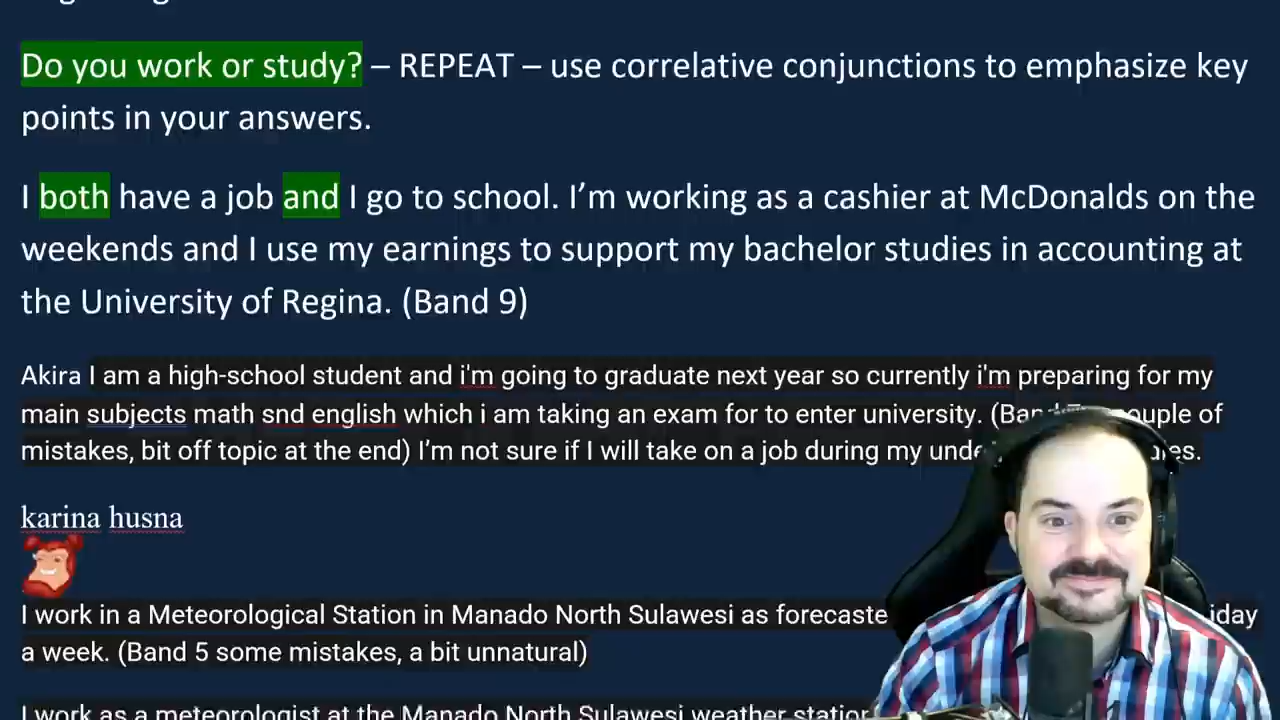 Do you work or study? – REPEAT – use correlative conjunctions to emphasize key
points in your answers.
I both have a job and I go to school. I’m working as a cashier at McDonalds on the
weekends and I use my earnings to support my bachelor studies in accounting at
the University of Regina. (Band 9)
Akira I am a high-school student and i'm going to graduate next year so currently i'm preparing for my
main subjects math snd english which i am taking an exam for to enter university. (Band couple of
mistakes, bit off topic at the end) I’m not sure if I will take on a job during my
karina husna
I work in a Meteorological Station in Manado North Sulawesi as
a week. (Band 5 some mistakes, a bit unnatural)
I work as a meteorologist at the Manado North Sulawesi weather station